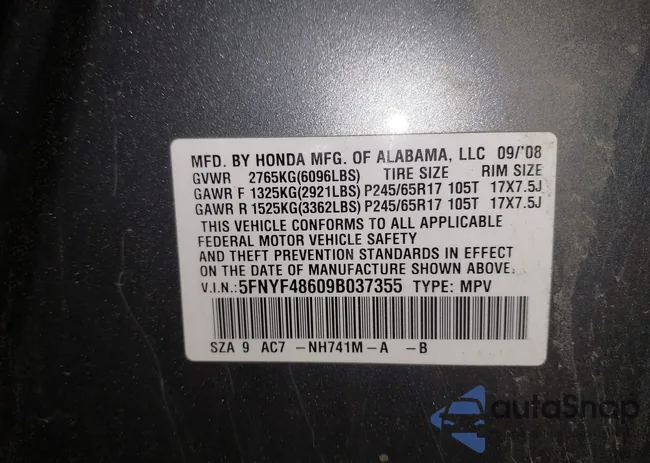 MFD. BY HONDA MFG. OF ALABAMA, LLC 09/'08
GVWR 2765KG(6096LBS) TIRE SIZE RIM SIZE
GAWR F 1325KG(2921LBS) P245/65R17 105T 17X7.5J
GAWR R 1525KG(3362LBS) P245/65R17 105T 17X7.5J
THIS VEHICLE CONFORMS TO ALL APPLICABLE
FEDERAL MOTOR VEHICLE SAFETY
AND THEFT PREVENTION STANDARDS IN EFFECT
ON THE DATE OF MANUFACTURE SHOWN ABOVE.
V.I.N.: 5FNYF48609B037355 TYPE: MPV
SZA 9 AC7 -NH741M-A -B
autoSnap